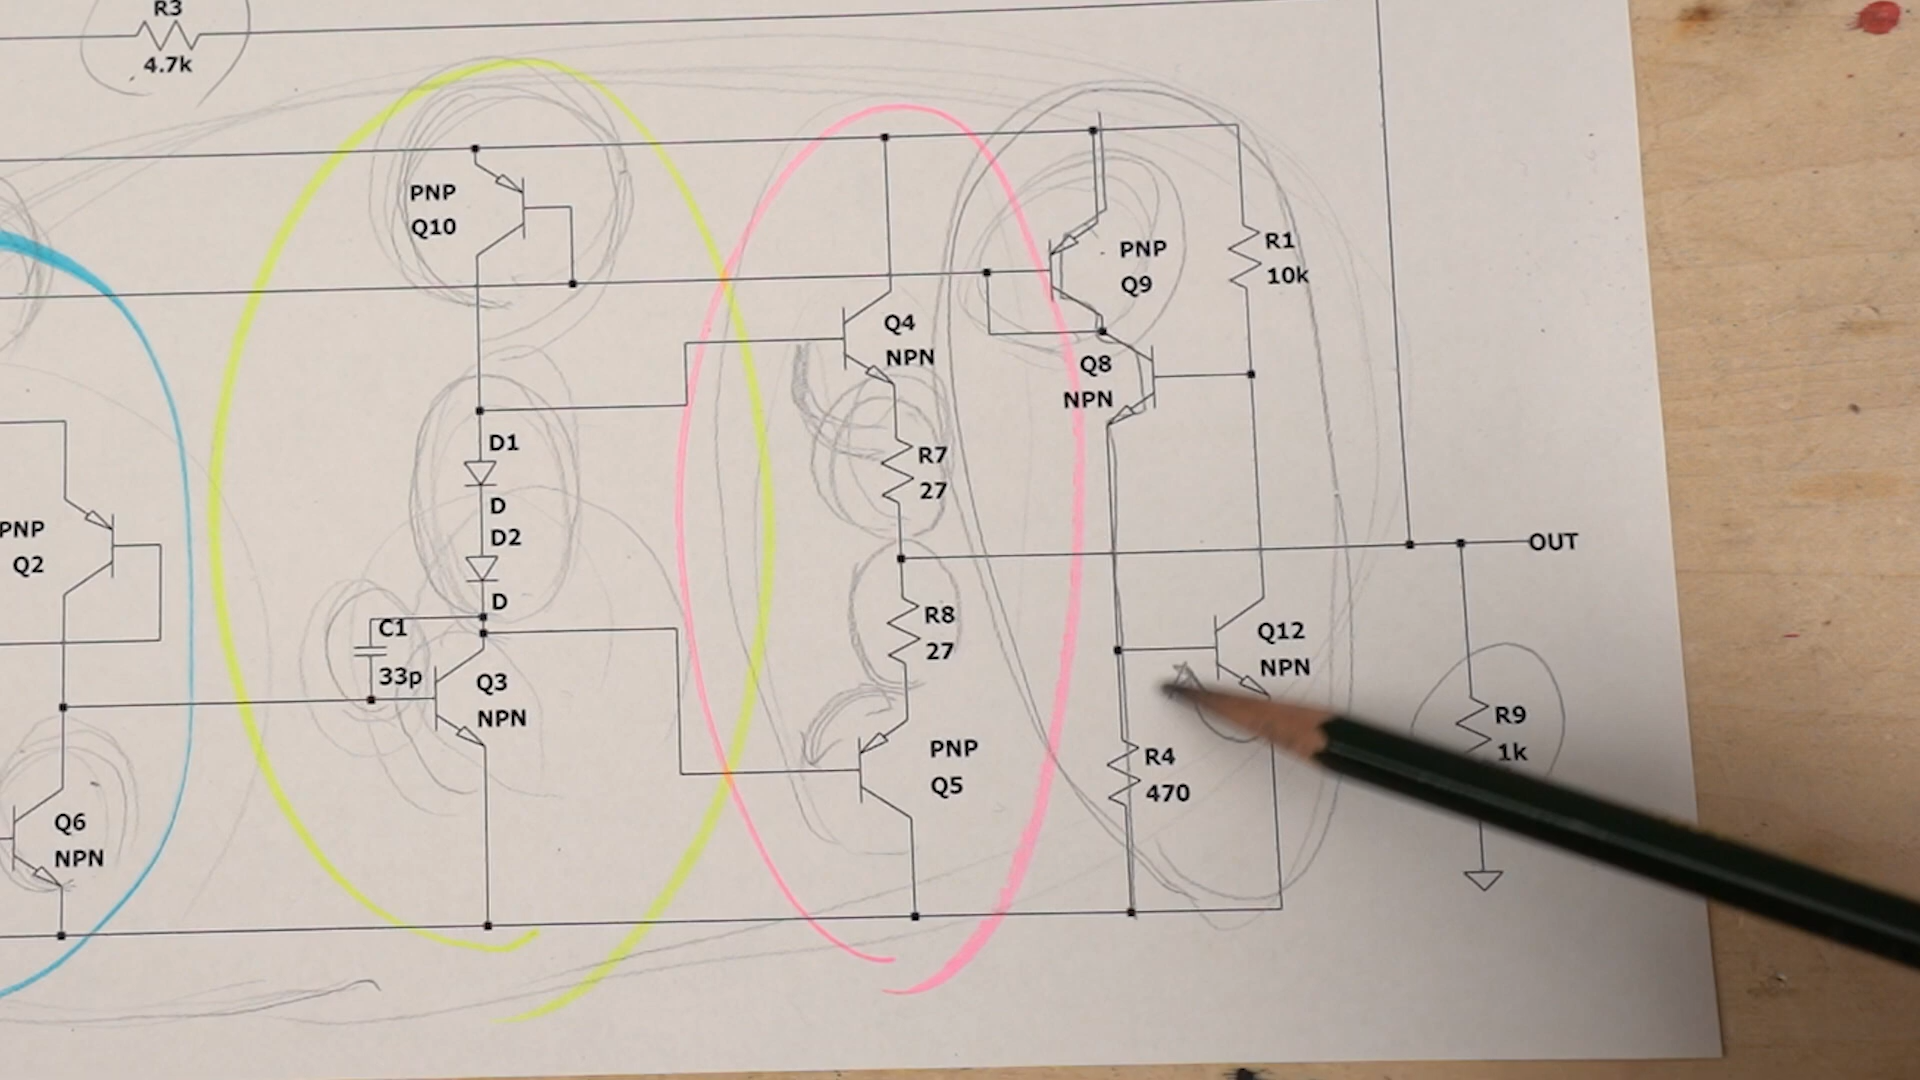 R3
4.7k
PNP
Q10
PNP
Q9
R1
10k
Q4
NPN
Q8
NPN
D1
D
D2
D
R7
27
PNP
Q2
OUT
C1
33p
R8
27
Q12
NPN
Q3
NPN
R9
1k
PNP
Q5
R4
470
Q6
NPN